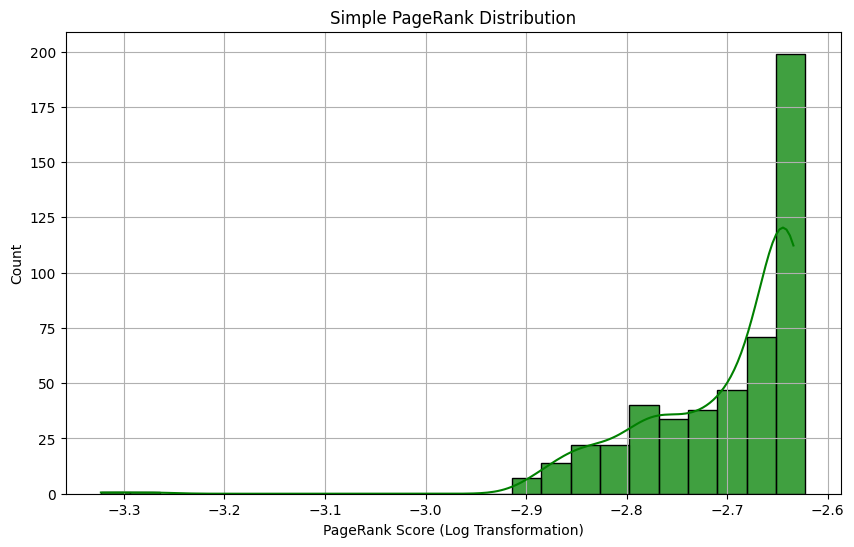 Simple PageRank Distribution
200
175
150
125
100
75
50
25
0
Count
−3.3 −3.2 −3.1 −3.0 −2.9 −2.8 −2.7 −2.6
PageRank Score (Log Transformation)